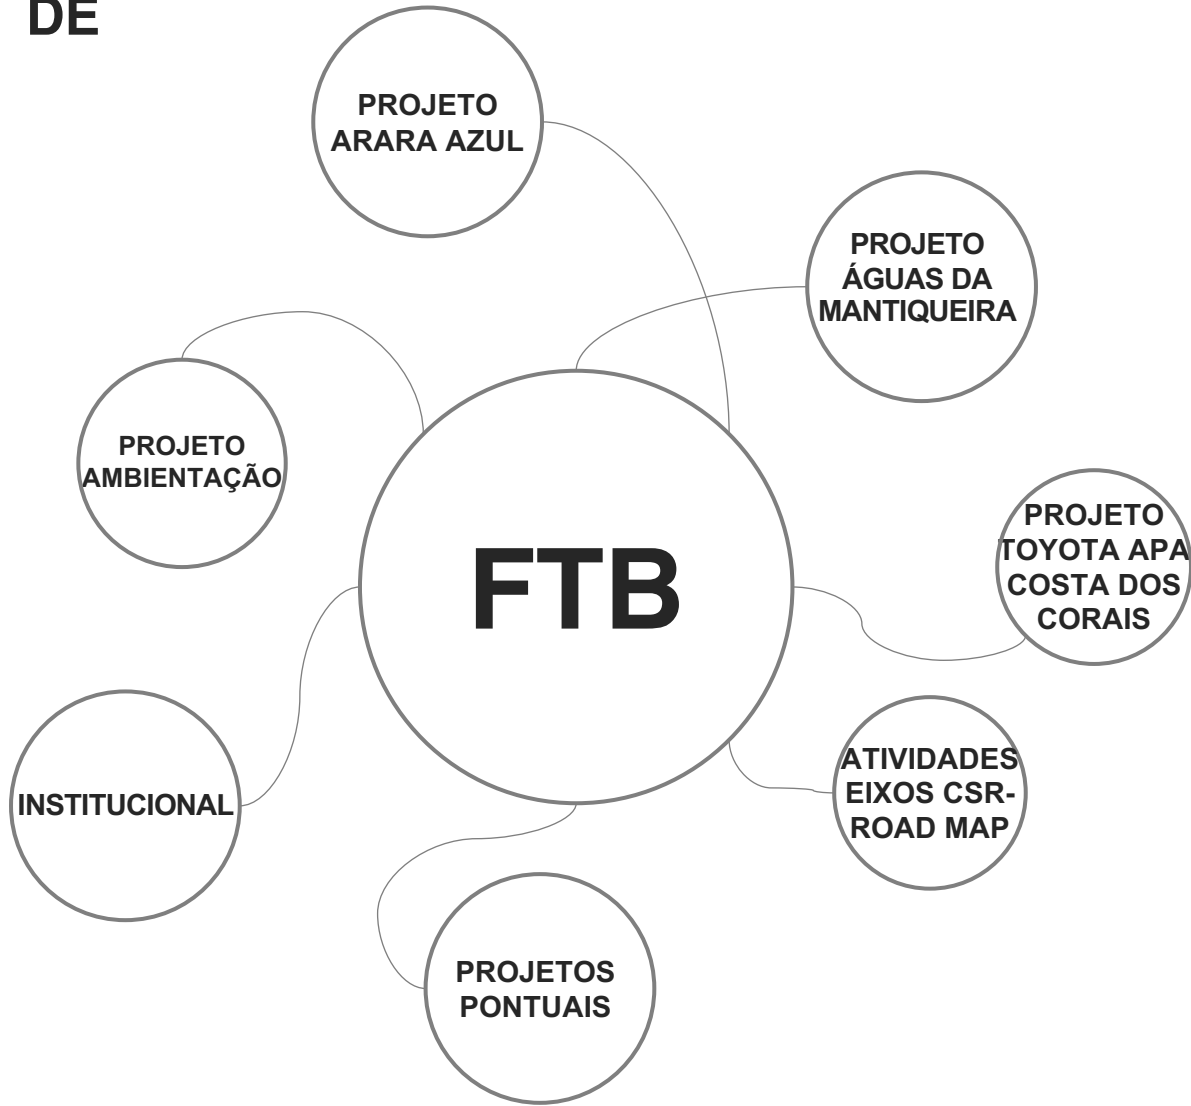 DE
PROJETO
ARARA AZUL
PROJETO
ÁGUAS DA
MANTIQUEIRA
PROJETO
AMBIENTAÇÃO
FTB
PROJETO
TOYOTA APA
COSTA DOS
CORAIS
INSTITUCIONAL
ATIVIDADES
EIXOS CSR-
ROAD MAP
PROJETOS
PONTUAIS